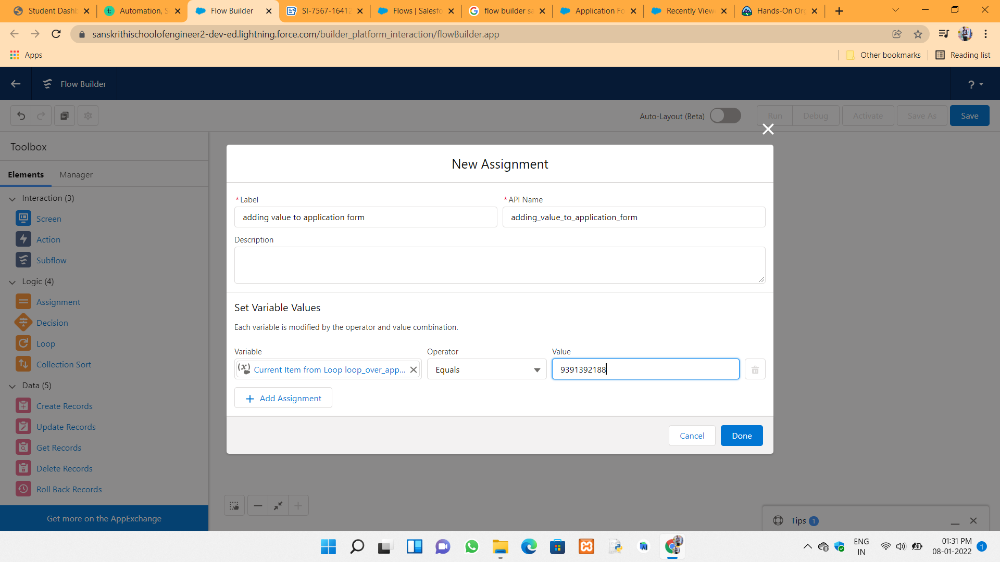 Student Dashb
Automation, S
Flow Builder
SI-7567-16412
Flows | Salesfo
flow builder sa
Application Fo
Recently View
Hands-On Org
sanskrithischoolofengineer2-dev-ed.lightning.force.com/builder_platform_interaction/flowBuilder.app
Apps
Other bookmarks
Reading list
Flow Builder
?
Auto-Layout (Beta)
Run
Debug
Activate
Save As
Save
Toolbox
Elements
Manager
Interaction (3)
Screen
Action
Subflow
Logic (4)
Assignment
Decision
Loop
Collection Sort
Data (5)
Create Records
Update Records
Get Records
Delete Records
Roll Back Records
Get more on the AppExchange
New Assignment
*Label
*API Name
adding value to application form
adding_value_to_application_form
Description
Set Variable Values
Each variable is modified by the operator and value combination.
Variable
Operator
Value
Current Item from Loop loop_over_app...
Equals
9391392188
Add Assignment
Cancel
Done
Tips 1
ENG
IN
01:31 PM
08-01-2022
1